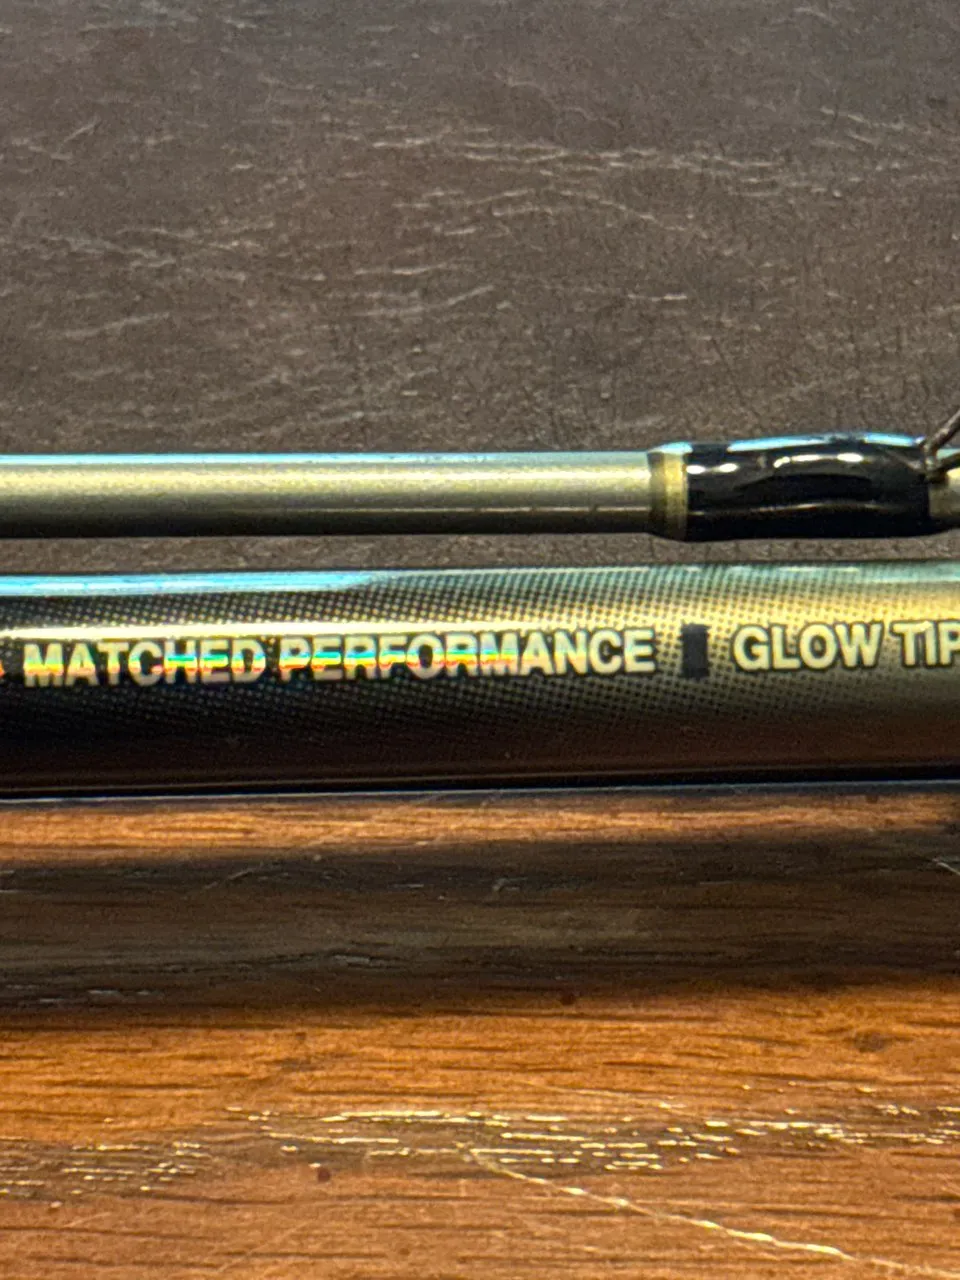 MATCHED PERFORMANCE ▮ GLOW TIP